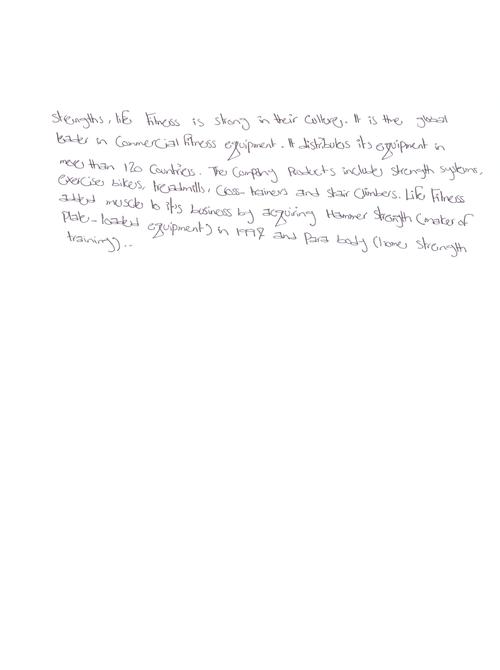 strengths, life Fitness is strong in their Culture. It is the global
leader in Commercial Fitness equipment. It distributes its equipment in
more than 120 Countries. The Company Products includes strength systems,
exercise bikes, treadmills, Cross-trainers and stair Climbers. Life Fitness
added muscle to it's business by acquiring Hammer Strength (maker of
Plate-loaded equipment) in 1997 and Para body (home strength
training)..